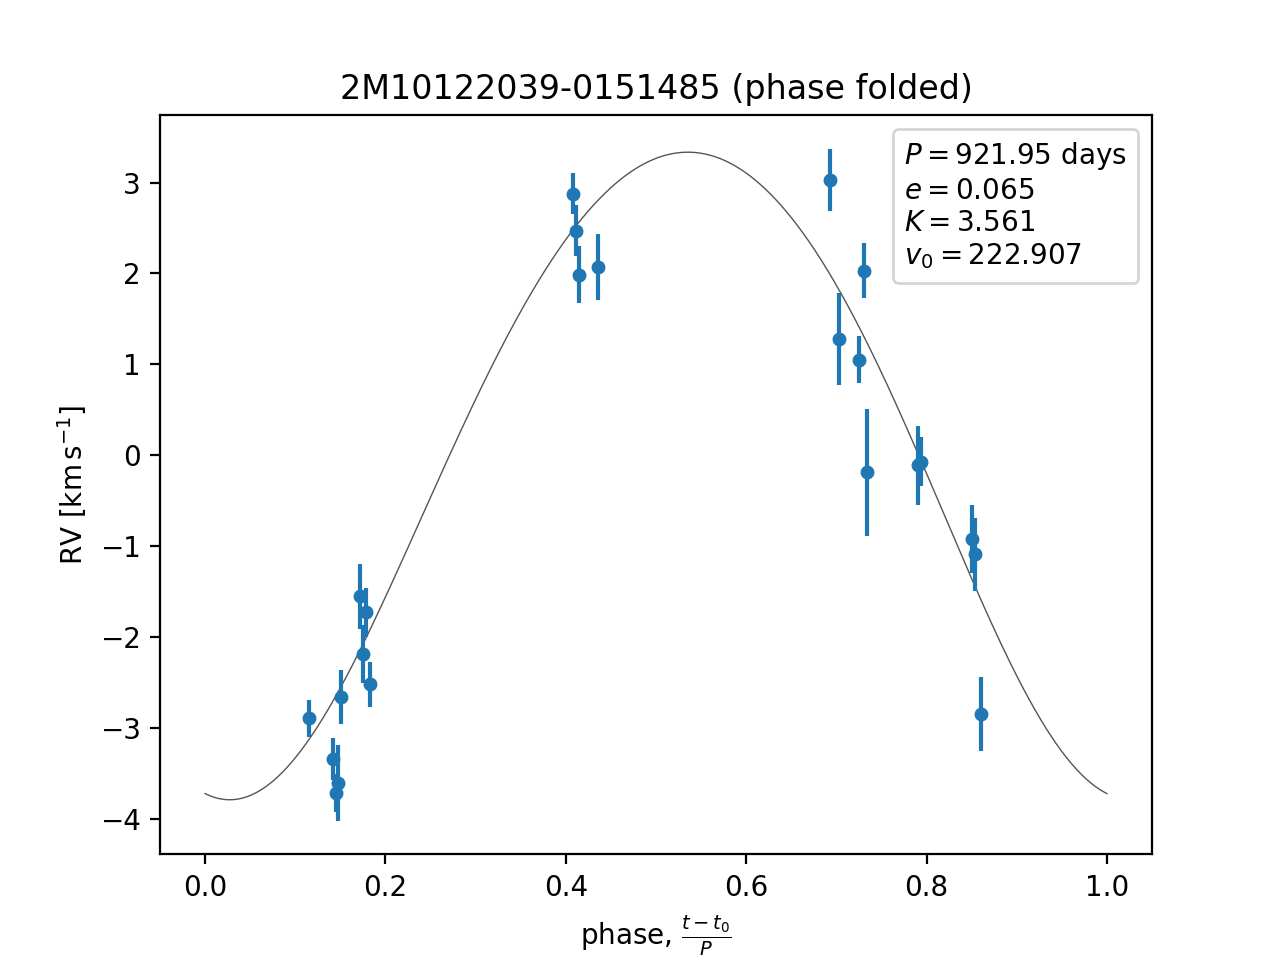 2M10122039-0151485 (phase folded)
P = 921.95 days
e = 0.065
K = 3.561
v₀ = 222.907
RV [km s⁻¹]
3
2
1
0
−1
−2
−3
−4
0.0 0.2 0.4 0.6 0.8 1.0
phase, (t − t₀)/P